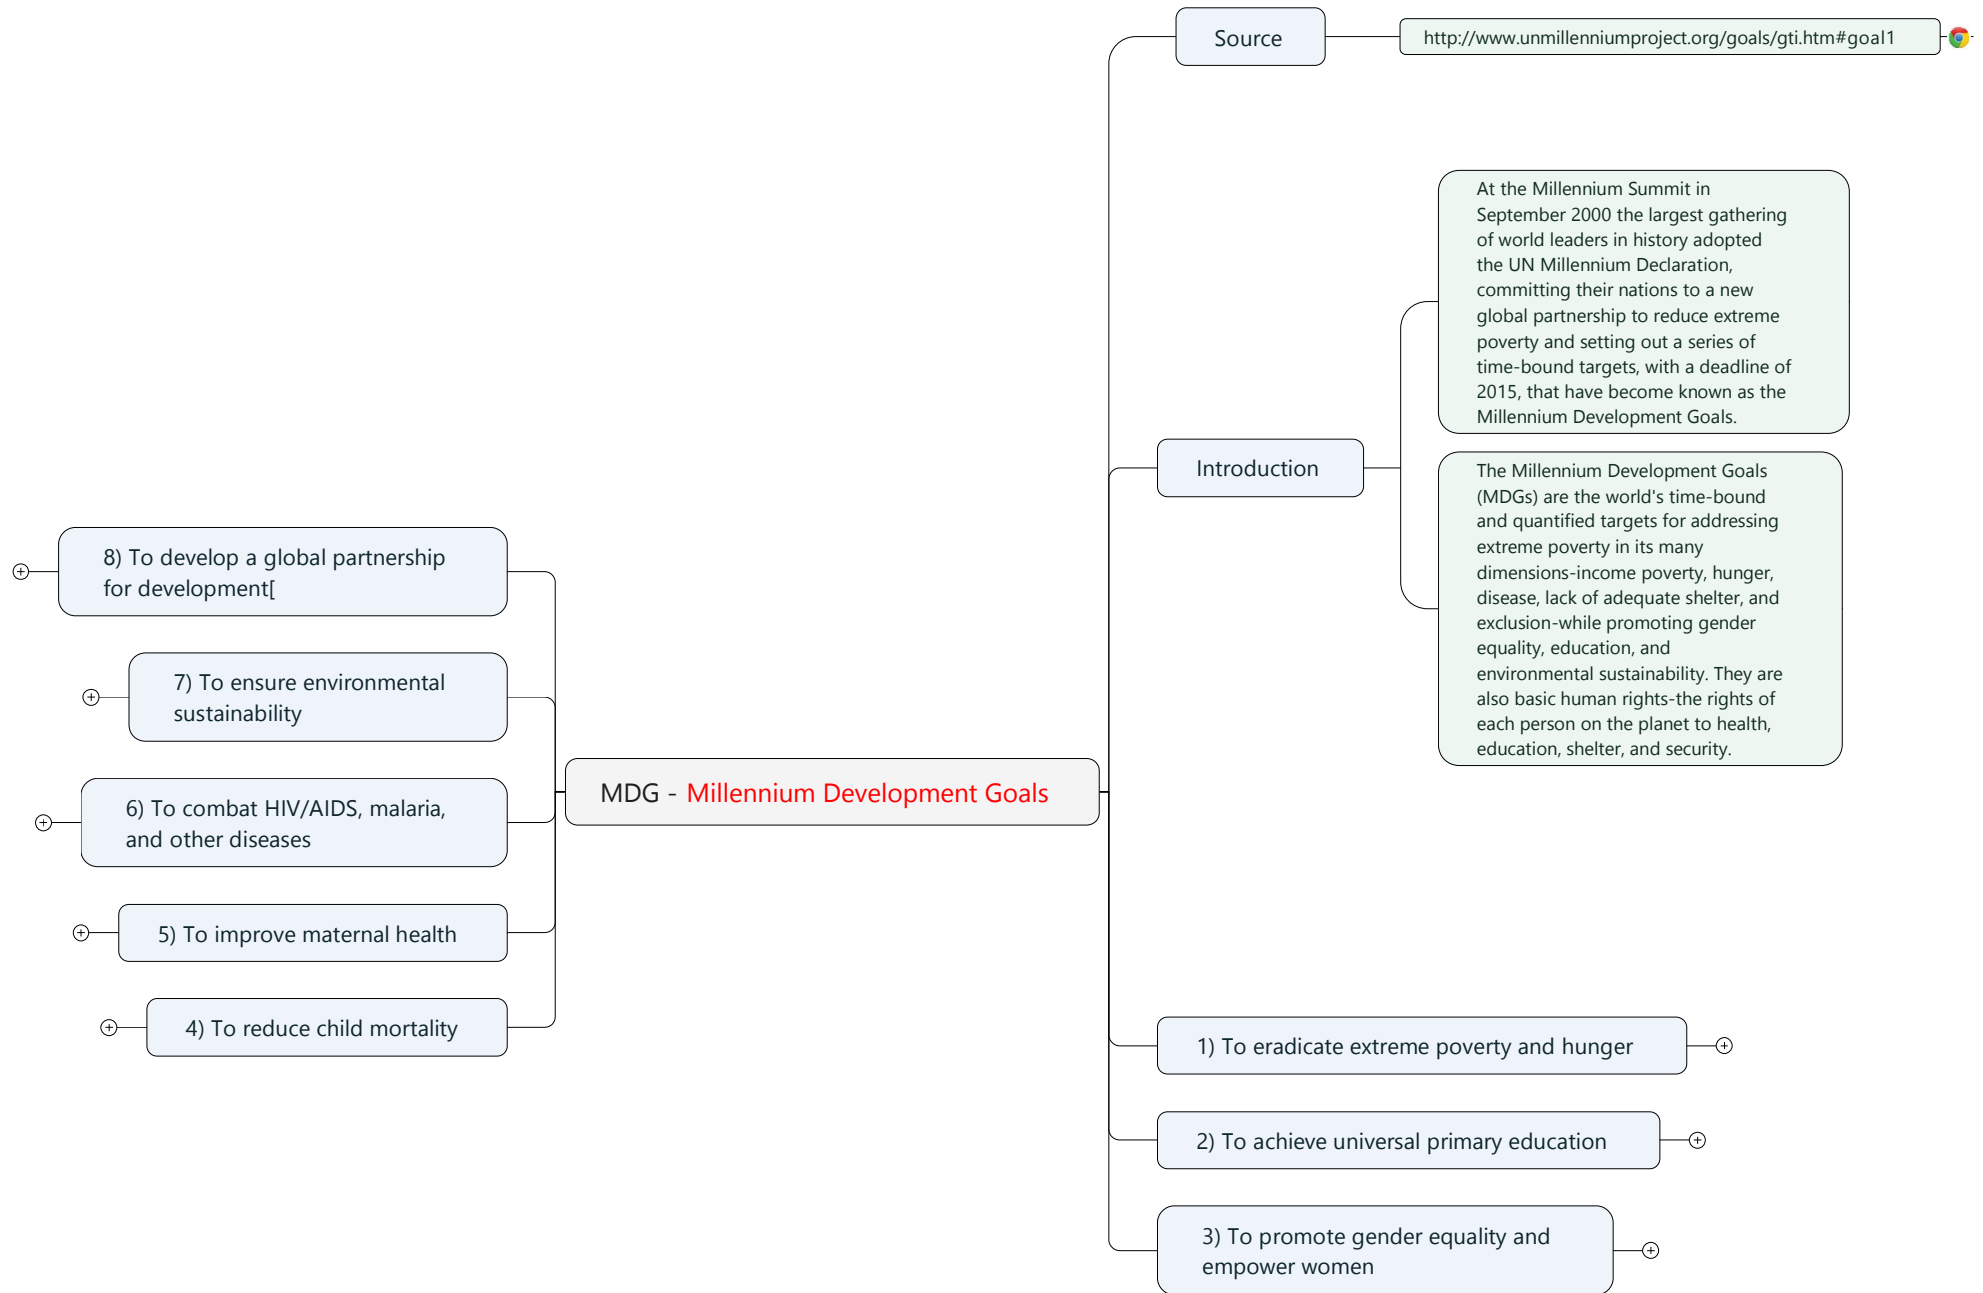 Source
http://www.unmillenniumproject.org/goals/gti.htm#goal1
At the Millennium Summit in
September 2000 the largest gathering
of world leaders in history adopted
the UN Millennium Declaration,
committing their nations to a new
global partnership to reduce extreme
poverty and setting out a series of
time-bound targets, with a deadline of
2015, that have become known as the
Millennium Development Goals.
Introduction
The Millennium Development Goals
(MDGs) are the world's time-bound
and quantified targets for addressing
extreme poverty in its many
dimensions-income poverty, hunger,
disease, lack of adequate shelter, and
exclusion-while promoting gender
equality, education, and
environmental sustainability. They are
also basic human rights-the rights of
each person on the planet to health,
education, shelter, and security.
8) To develop a global partnership
for development[
7) To ensure environmental
sustainability
MDG - Millennium Development Goals
6) To combat HIV/AIDS, malaria,
and other diseases
5) To improve maternal health
4) To reduce child mortality
1) To eradicate extreme poverty and hunger
2) To achieve universal primary education
3) To promote gender equality and
empower women